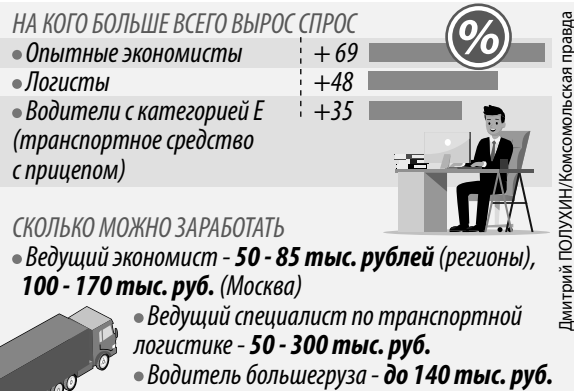 НА КОГО БОЛЬШЕ ВСЕГО ВЫРОС СПРОС
%
• Опытные экономисты +69
• Логисты +48
• Водители с категорией Е +35
(транспортное средство
с прицепом)
СКОЛЬКО МОЖНО ЗАРАБОТАТЬ
• Ведущий экономист - 50 - 85 тыс. рублей (регионы),
100 - 170 тыс. руб. (Москва)
• Ведущий специалист по транспортной
логистике - 50 - 300 тыс. руб.
• Водитель большегруза - до 140 тыс. руб.
Дмитрий ПОЛУХИН/Комсомольская правда